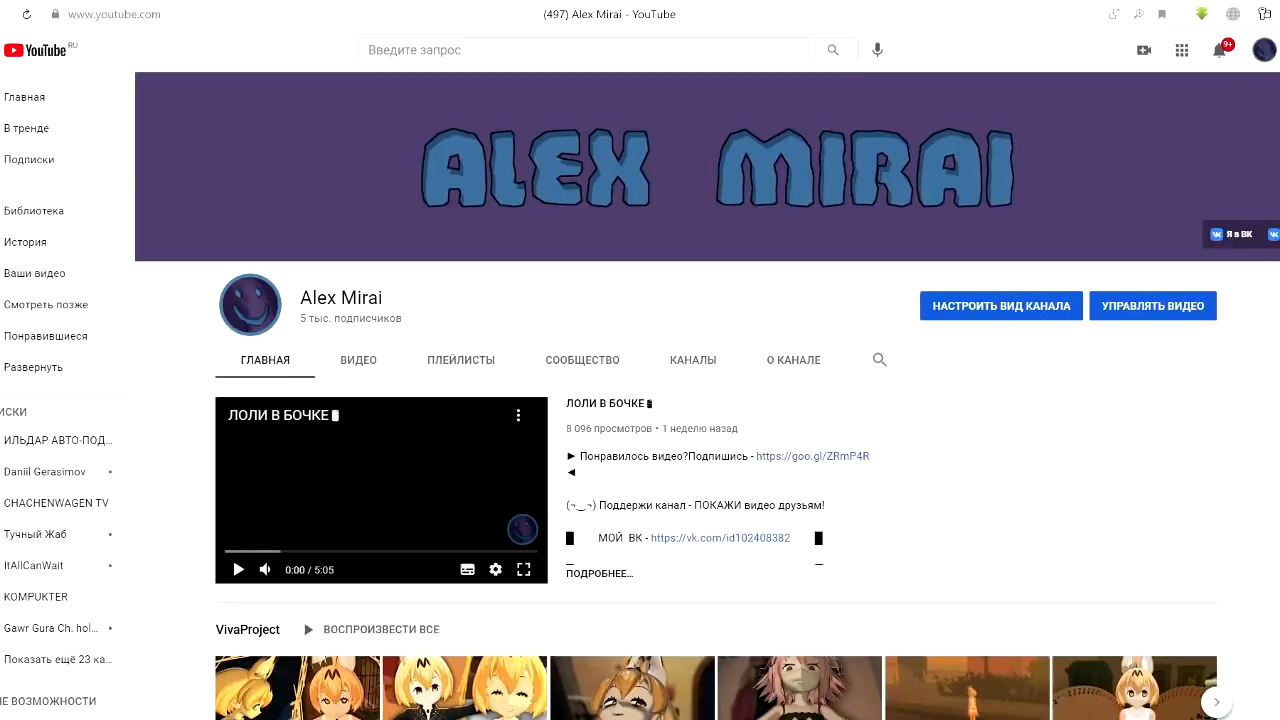 www.youtube.com
(497) Alex Mirai - YouTube
YouTube RU
Введите запрос
9+
Главная
В тренде
Подписки
Библиотека
История
Ваши видео
Смотреть позже
Понравившиеся
Развернуть
ИСКИ
ИЛЬДАР АВТО-ПОД...
Daniil Gerasimov
CHACHENWAGEN TV
Тучный Жаб
ItAllCanWait
KOMPUKTER
Gawr Gura Ch. hol...
Показать ещё 23 ка...
ИЕ ВОЗМОЖНОСТИ
ALEX MIRAI
Я в ВК
Alex Mirai
5 тыс. подписчиков
НАСТРОИТЬ ВИД КАНАЛА
УПРАВЛЯТЬ ВИДЕО
ГЛАВНАЯ
ВИДЕО
ПЛЕЙЛИСТЫ
СООБЩЕСТВО
КАНАЛЫ
О КАНАЛЕ
ЛОЛИ В БОЧКЕ
0:00 / 5:05
ЛОЛИ В БОЧКЕ
8 096 просмотров • 1 неделю назад
► Понравилось видео?Подпишись - https://goo.gl/ZRmP4R
◄
(¬‿¬) Поддержи канал - ПОКАЖИ видео друзьям!
█ МОЙ ВК - https://vk.com/id102408382 █
ПОДРОБНЕЕ...
VivaProject
ВОСПРОИЗВЕСТИ ВСЕ